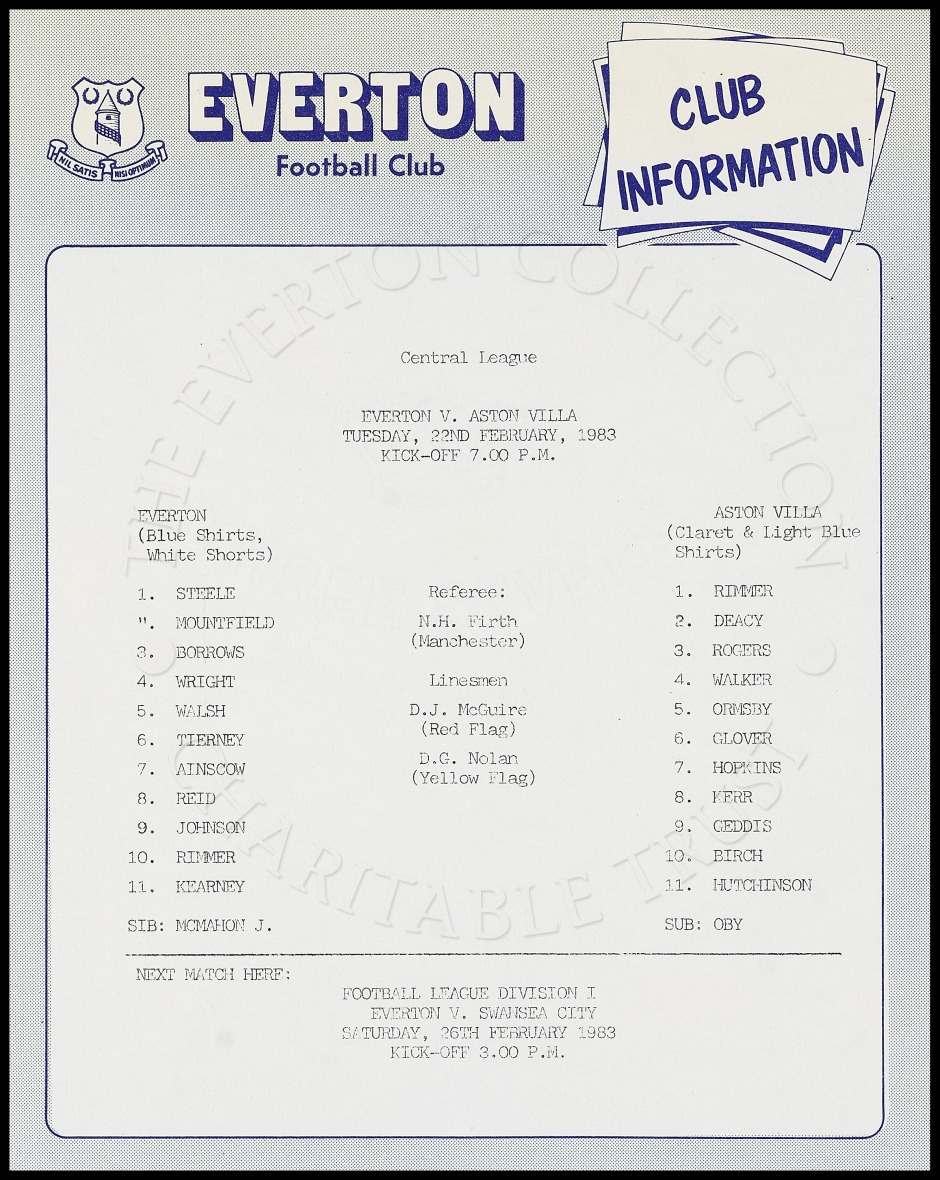 EVERTON
Football Club
NIL SATIS NISI OPTIMUM
CLUB
INFORMATION
THE EVERTON COLLECTION
CHARITABLE TRUST
Central League
EVERTON V. ASTON VILLA
TUESDAY, 22ND FEBRUARY, 1983
KICK-OFF 7.00 P.M.
EVERTON
(Blue Shirts,
White Shorts)
1. STEELE
". MOUNTFIELD
3. BORROWS
4. WRIGHT
5. WALSH
6. TIERNEY
7. AINSCOW
8. REID
9. JOHNSON
10. RIMMER
11. KEARNEY
SIB: MCMAHON J.
Referee:
N.H. Firth
(Manchester)
Linesmen
D.J. McGuire
(Red Flag)
D.G. Nolan
(Yellow Flag)
ASTON VILLA
(Claret & Light Blue
Shirts)
1. RIMMER
2. DEACY
3. ROGERS
4. WALKER
5. ORMSBY
6. GLOVER
7. HOPKINS
8. KERR
9. GEDDIS
10. BIRCH
11. HUTCHINSON
SUB: OBY
NEXT MATCH HERE:
FOOTBALL LEAGUE DIVISION I
EVERTON V. SWANSEA CITY
SATURDAY, 26TH FEBRUARY 1983
KICK-OFF 3.00 P.M.